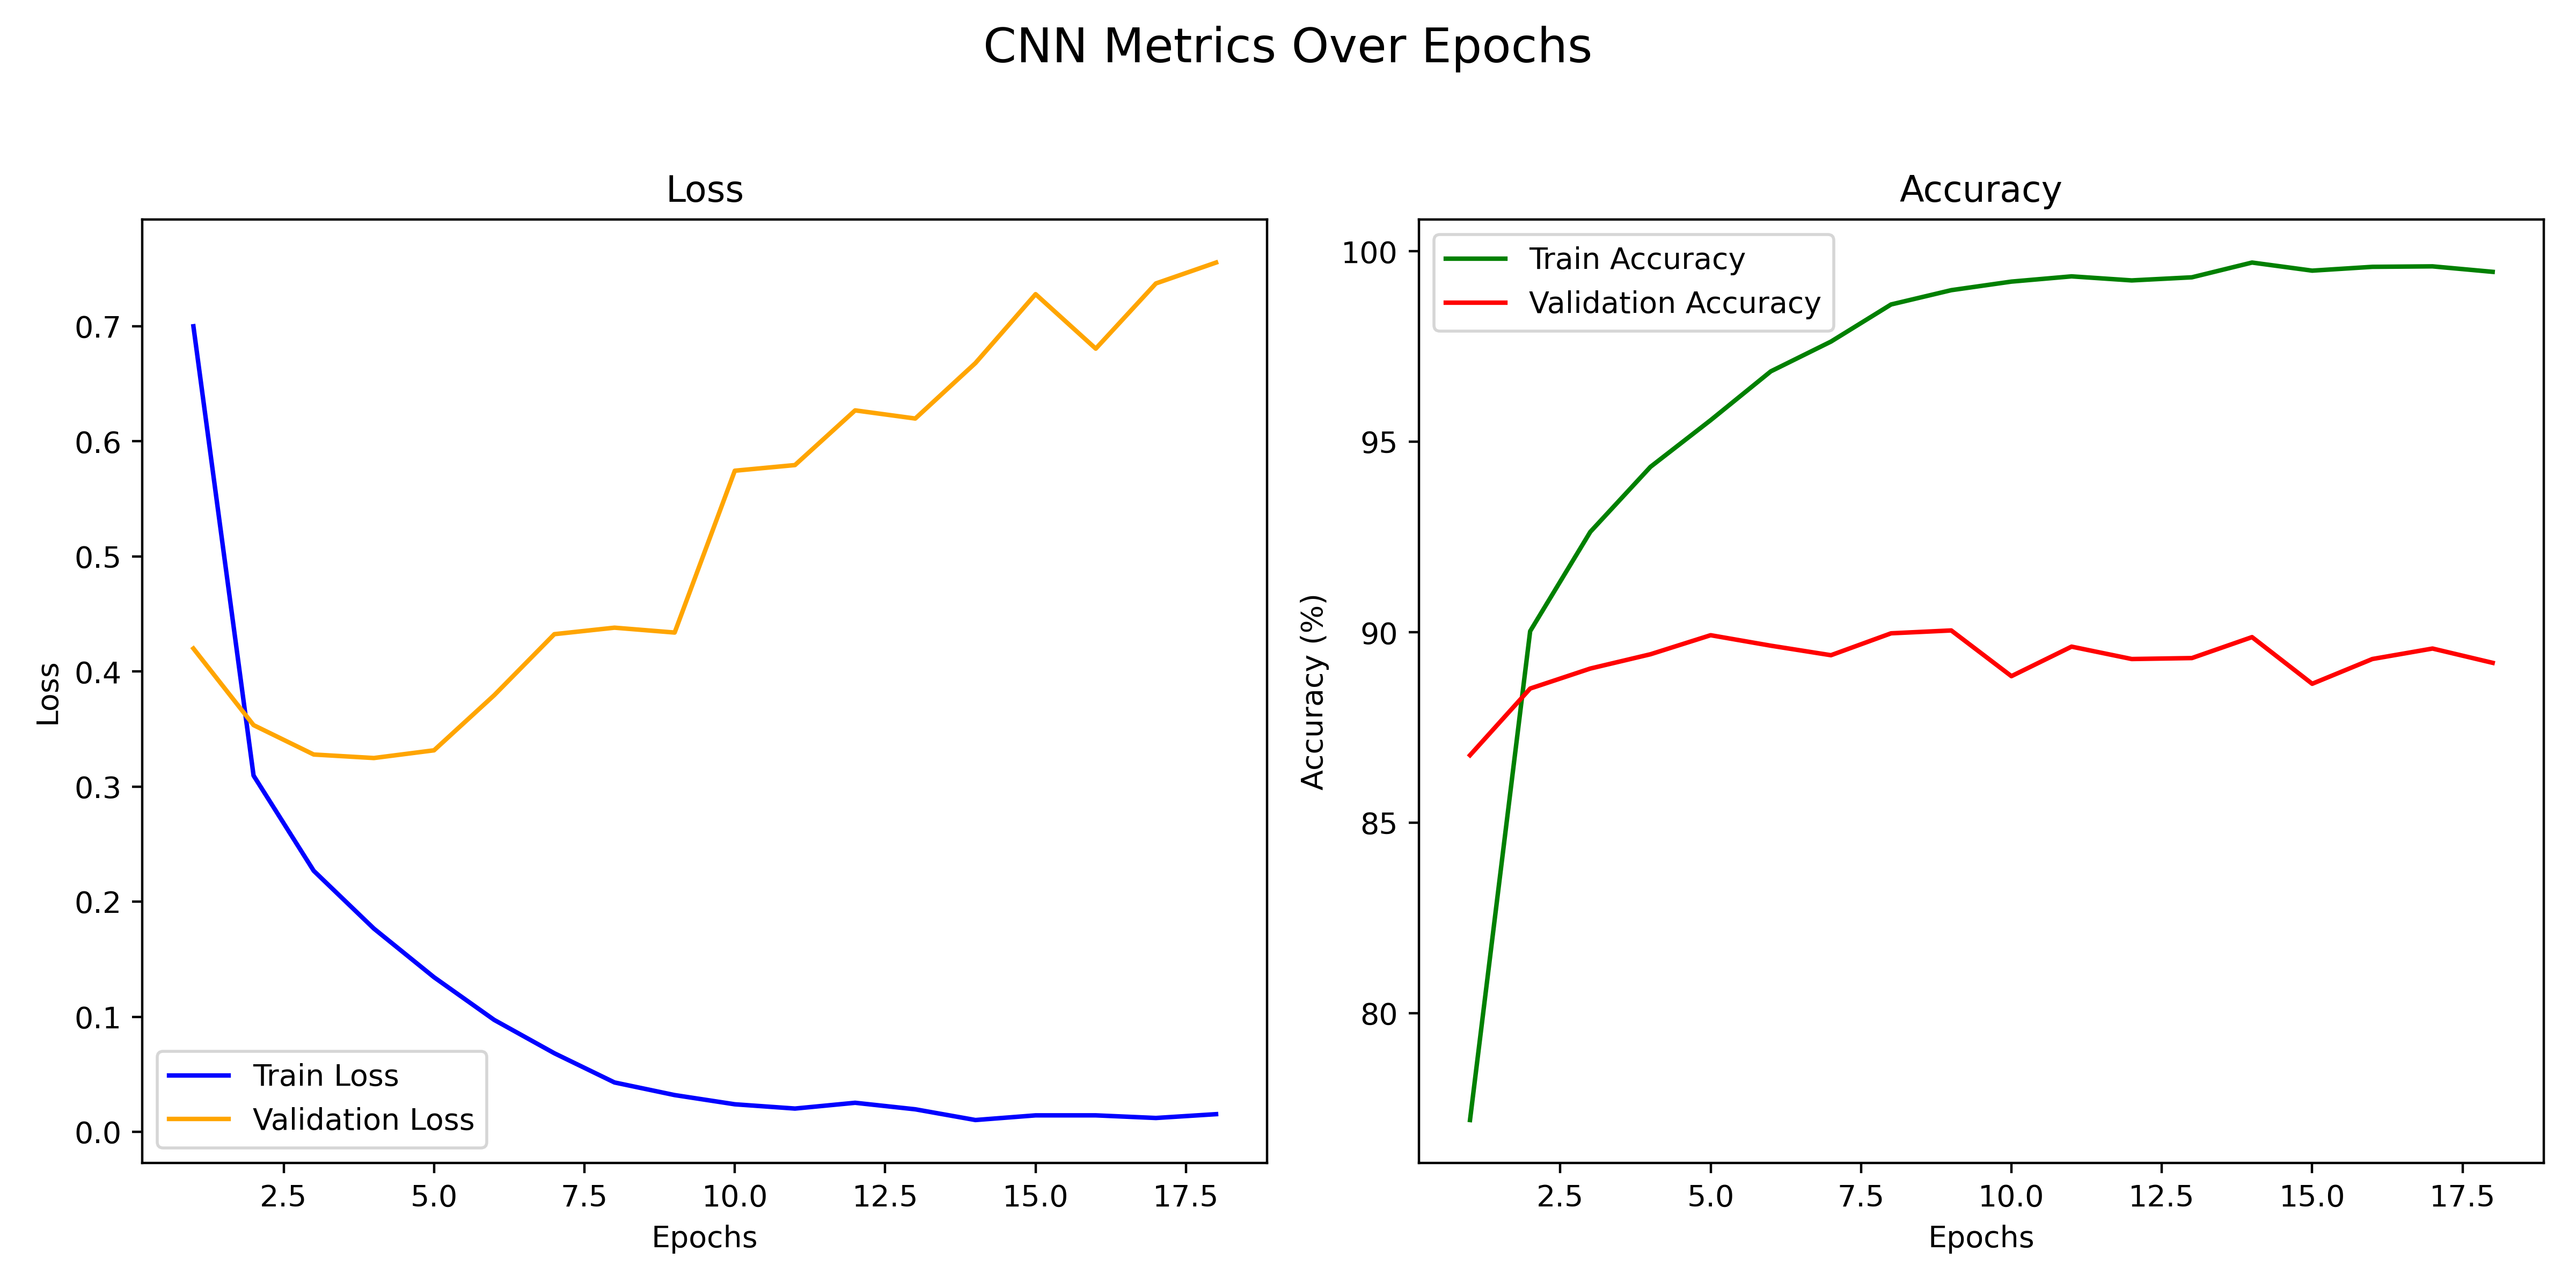 CNN Metrics Over Epochs
Loss
Loss
0.7
0.6
0.5
0.4
0.3
0.2
0.1
0.0
Train Loss
Validation Loss
2.5 5.0 7.5 10.0 12.5 15.0 17.5
Epochs
Accuracy
Accuracy (%)
100
95
90
85
80
Train Accuracy
Validation Accuracy
2.5 5.0 7.5 10.0 12.5 15.0 17.5
Epochs